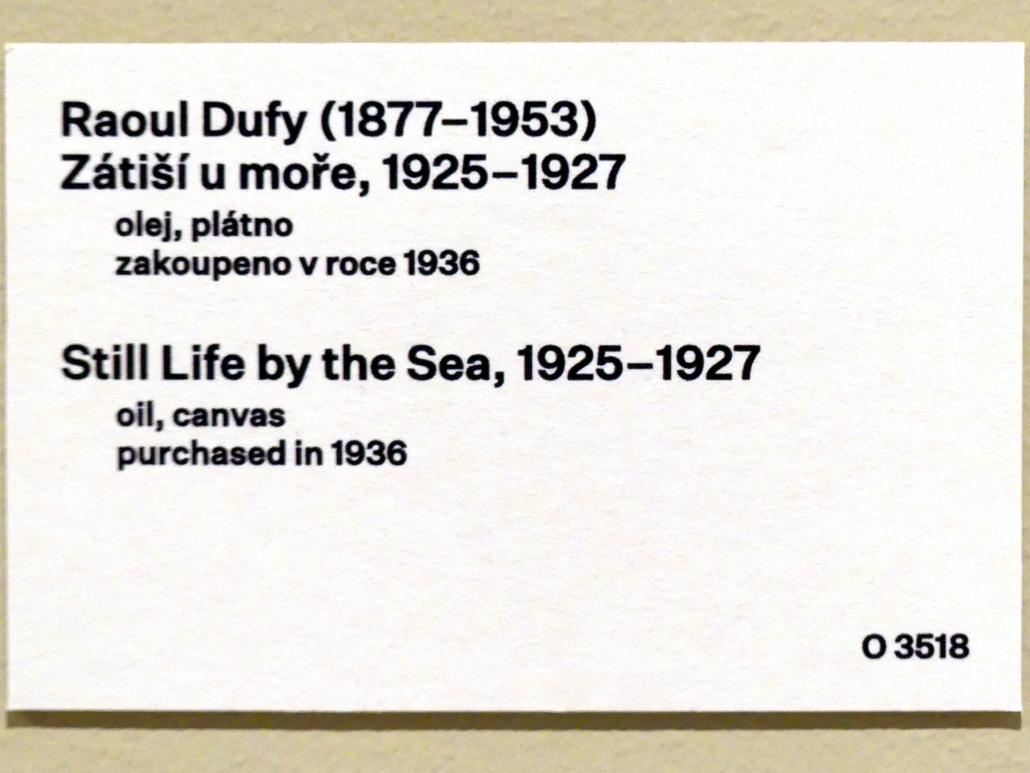 Raoul Dufy (1877–1953)
Zátiší u moře, 1925–1927
olej, plátno
zakoupeno v roce 1936
Still Life by the Sea, 1925–1927
oil, canvas
purchased in 1936
O 3518